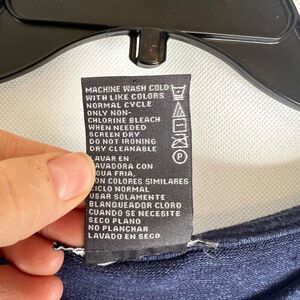 MACHINE WASH COLD
WITH LIKE COLORS
NORMAL CYCLE
ONLY NON-
CHLORINE BLEACH
WHEN NEEDED
SCREEN DRY
DO NOT IRONING
DRY CLEANABLE
LAVAR EN
LAVADORA CON
AGUA FRIA,
CON COLORES SIMILARES
CICLO NORMAL
USAR SOLAMENTE
BLANQUEADOR CLORO
CUANDO SE NECESITE
SECO PLANO
NO PLANCHAR
LAVADO EN SECO
P